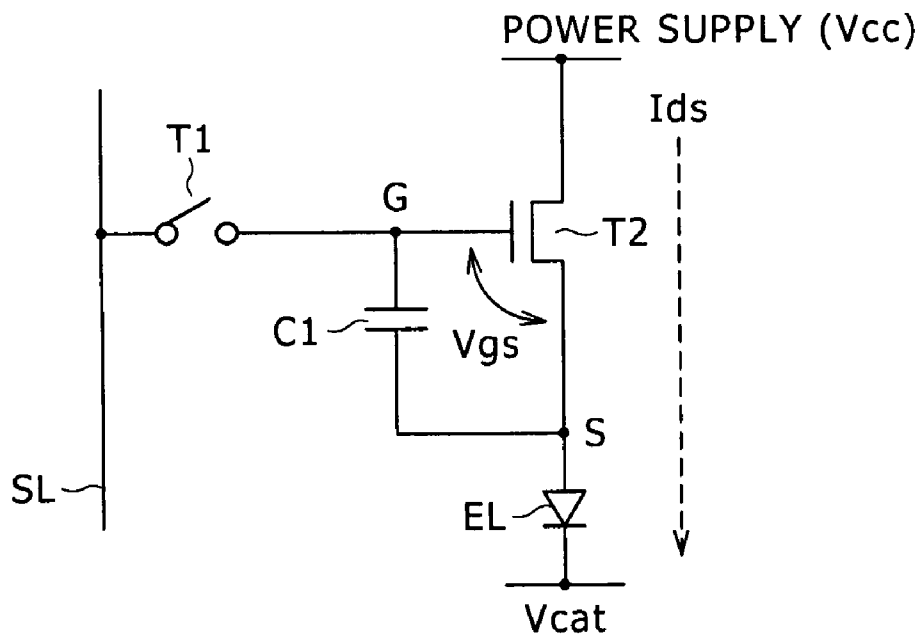 POWER SUPPLY (Vcc)
Ids
T1
G
T2
C1
Vgs
S
SL
EL
Vcat